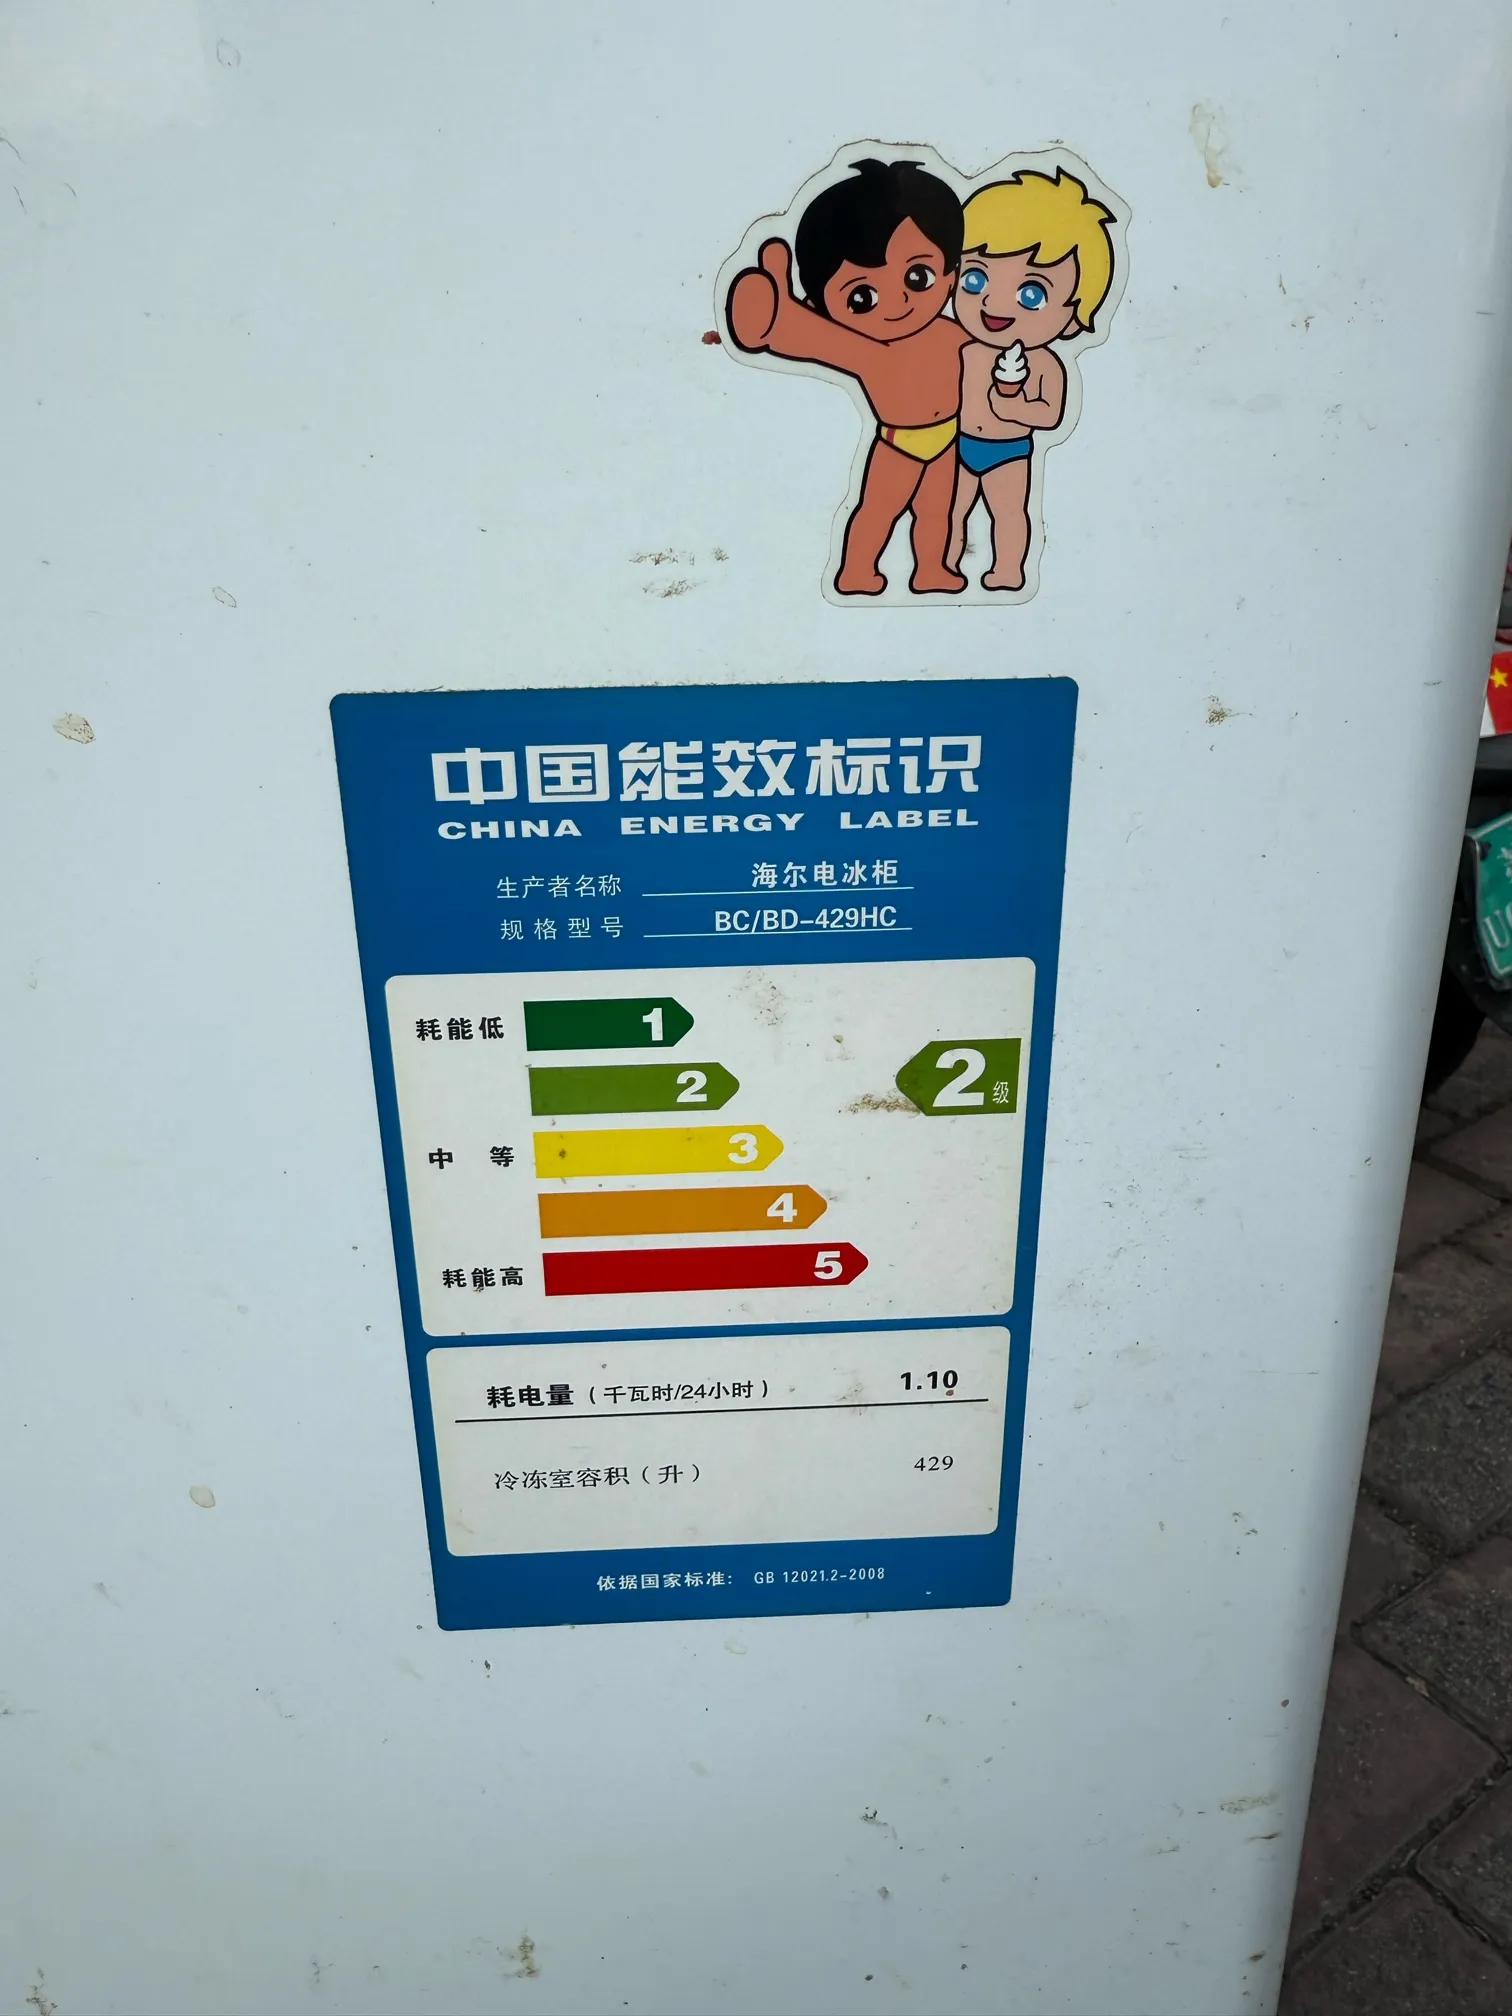 中国能效标识
CHINA ENERGY LABEL
生产者名称 海尔电冰柜
规格型号 BC/BD-429HC
耗能低 1
2 2级
中等 3
4
耗能高 5
耗电量（千瓦时/24小时） 1.10
冷冻室容积（升） 429
依据国家标准： GB 12021.2-2008